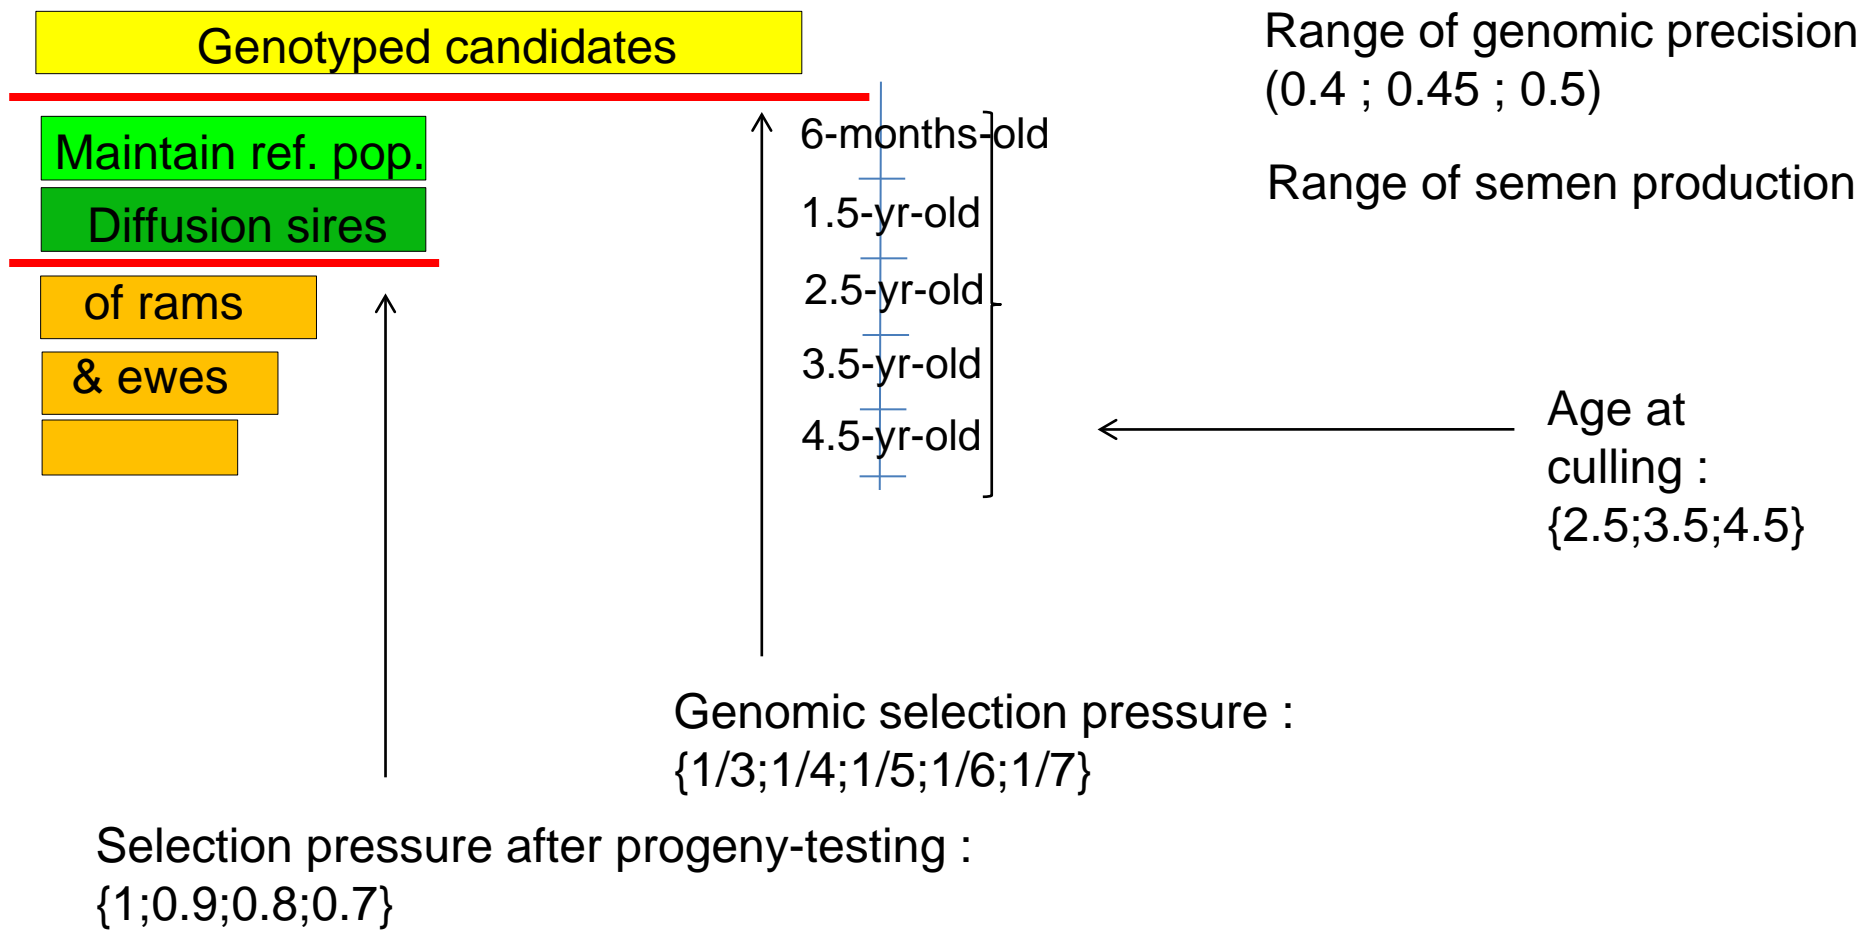 Genotyped candidates
Range of genomic precision
(0.4 ; 0.45 ; 0.5)
Maintain ref. pop.
6-months-old
Range of semen production
Diffusion sires
1.5-yr-old
of rams
2.5-yr-old
& ewes
3.5-yr-old
4.5-yr-old
Age at
culling :
{2.5;3.5;4.5}
Genomic selection pressure :
{1/3;1/4;1/5;1/6;1/7}
Selection pressure after progeny-testing :
{1;0.9;0.8;0.7}